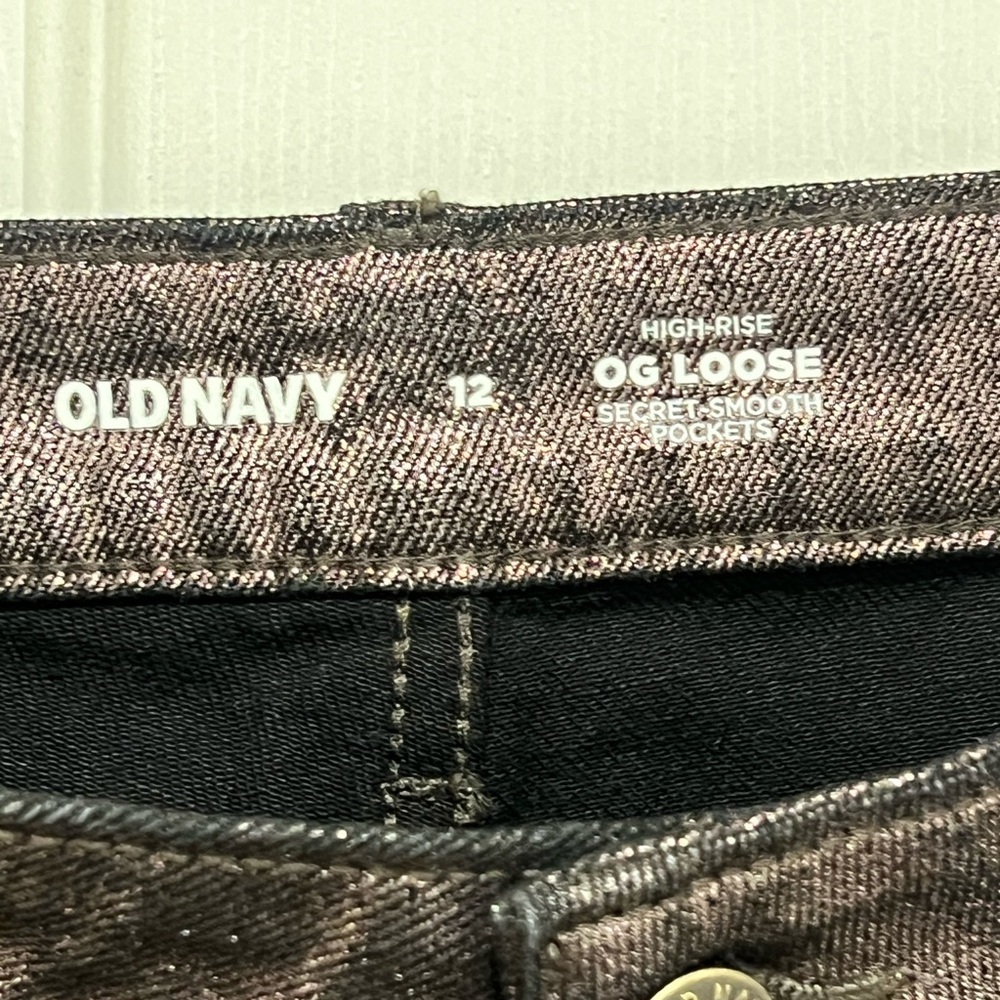 OLD NAVY
12
HIGH-RISE
OG LOOSE
SECRET-SMOOTH
POCKETS